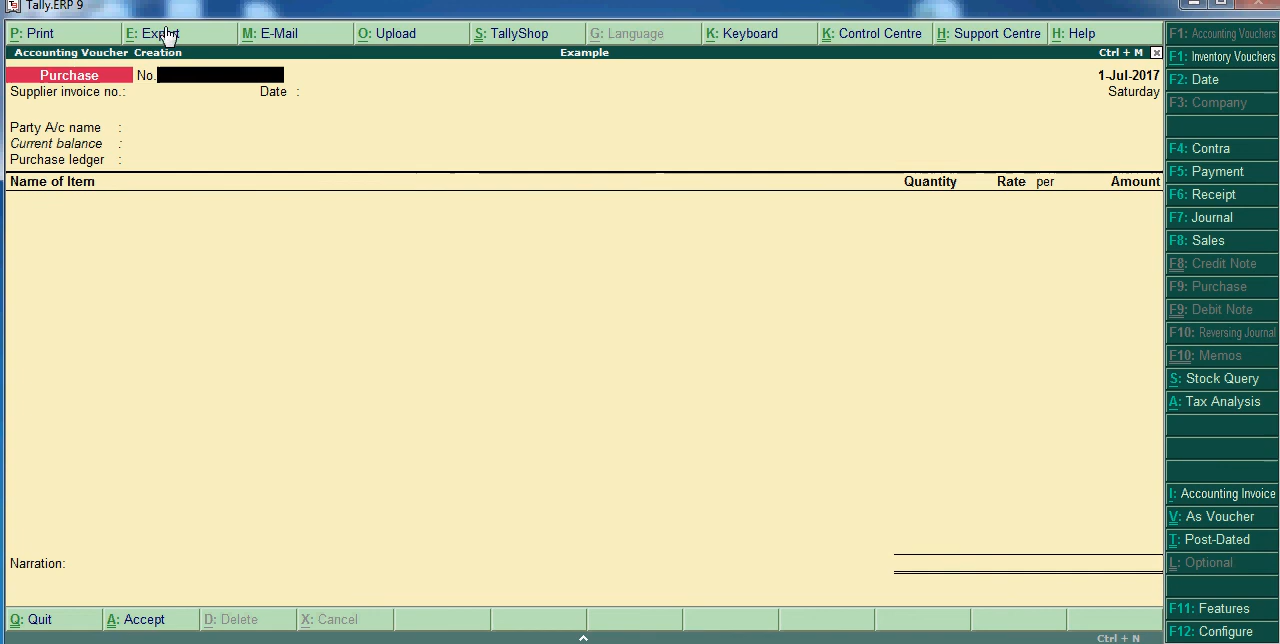 Tally.ERP 9
P: Print E: Export M: E-Mail O: Upload S: TallyShop G: Language K: Keyboard K: Control Centre H: Support Centre H: Help
Accounting Voucher Creation Example Ctrl + M
Purchase No. 1-Jul-2017
Supplier invoice no.: Date : Saturday
Party A/c name :
Current balance :
Purchase ledger :
Name of Item Quantity Rate per Amount
Narration:
Q: Quit A: Accept D: Delete X: Cancel
Ctrl + N
F1: Accounting Vouchers
F1: Inventory Vouchers
F2: Date
F3: Company
F4: Contra
F5: Payment
F6: Receipt
F7: Journal
F8: Sales
F8: Credit Note
F9: Purchase
F9: Debit Note
F10: Reversing Journal
F10: Memos
S: Stock Query
A: Tax Analysis
I: Accounting Invoice
V: As Voucher
T: Post-Dated
L: Optional
F11: Features
F12: Configure